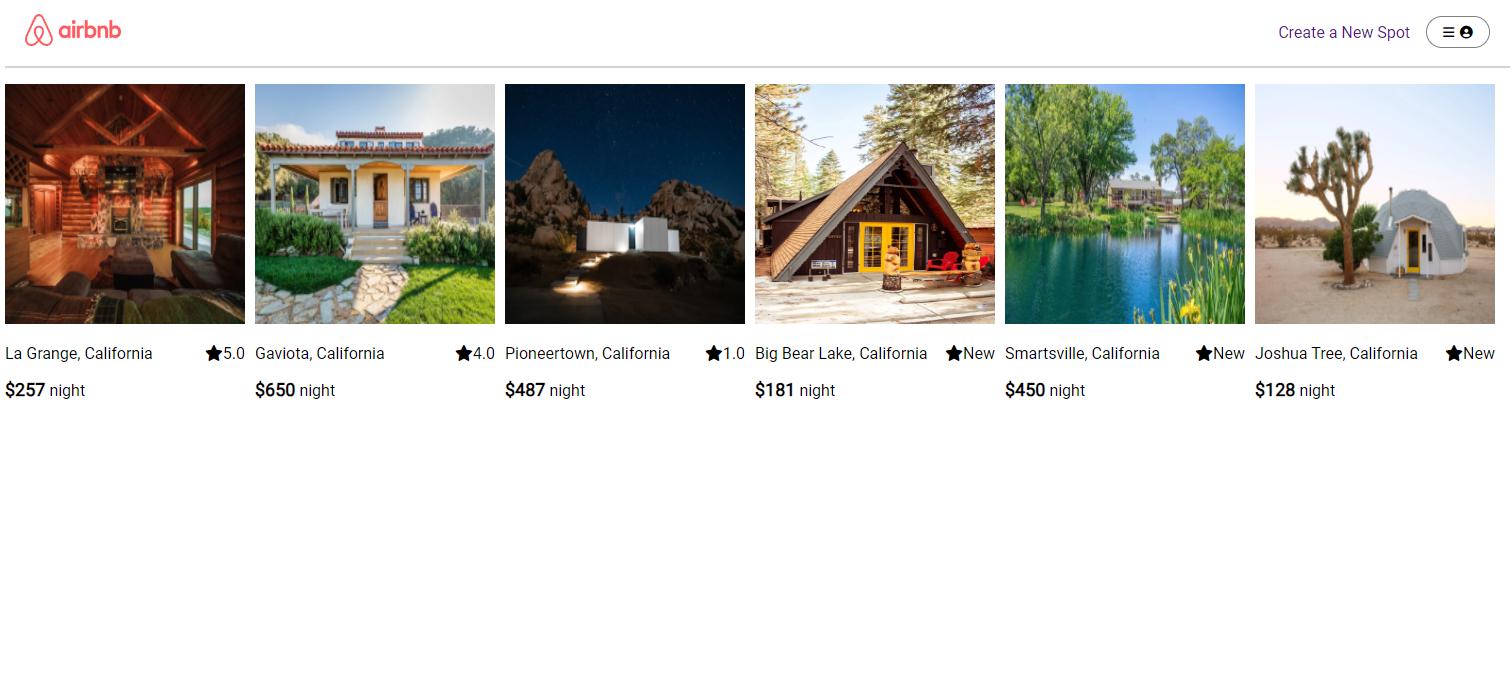 airbnb
Create a New Spot
La Grange, California ★5.0
Gaviota, California ★4.0
Pioneertown, California ★1.0
Big Bear Lake, California ★New
Smartsville, California ★New
Joshua Tree, California ★New
$257 night
$650 night
$487 night
$181 night
$450 night
$128 night